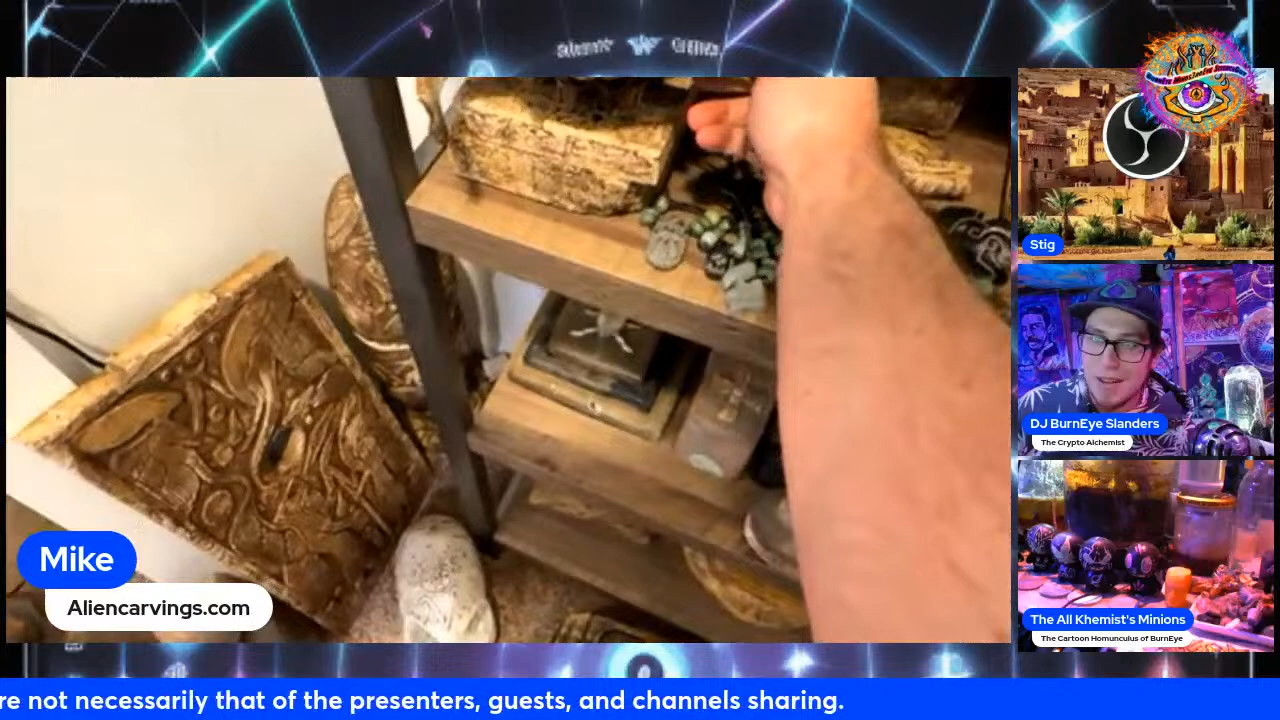 Stig
DJ BurnEye Slanders
The Crypto Alchemist
Mike
Aliencarvings.com
The All Khemist's Minions
The Cartoon Homunculus of BurnEye
re not necessarily that of the presenters, guests, and channels sharing.